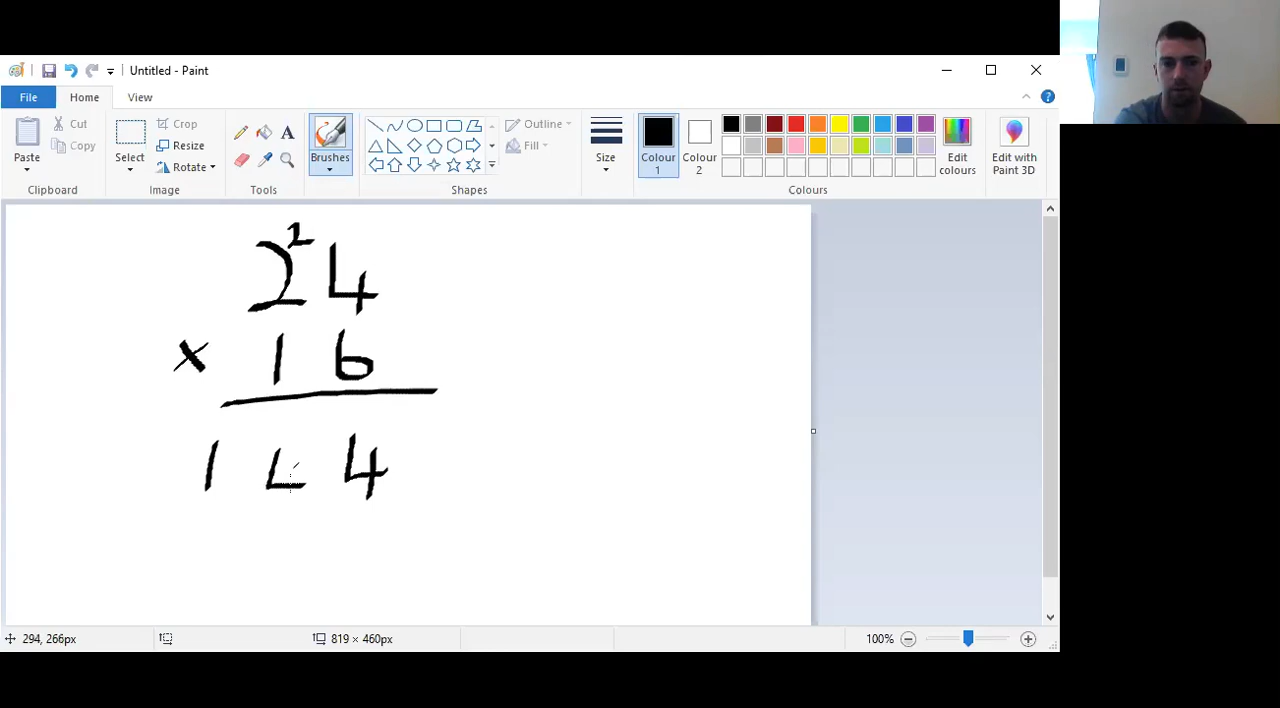 Untitled - Paint
File Home View
Paste
Cut
Copy
Clipboard
Select
Crop
Resize
Rotate
Image
Tools
Brushes
Outline
Fill
Shapes
Size
Colour 1
Colour 2
Edit colours
Colours
Edit with Paint 3D
2
24
× 16
1 4 4
294, 266px
819 × 460px
100%